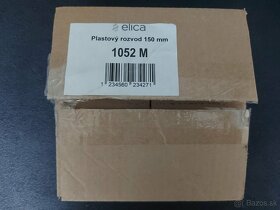 elica
Plastový rozvod 150 mm
1052 M
1 234560 234271
bazos.sk